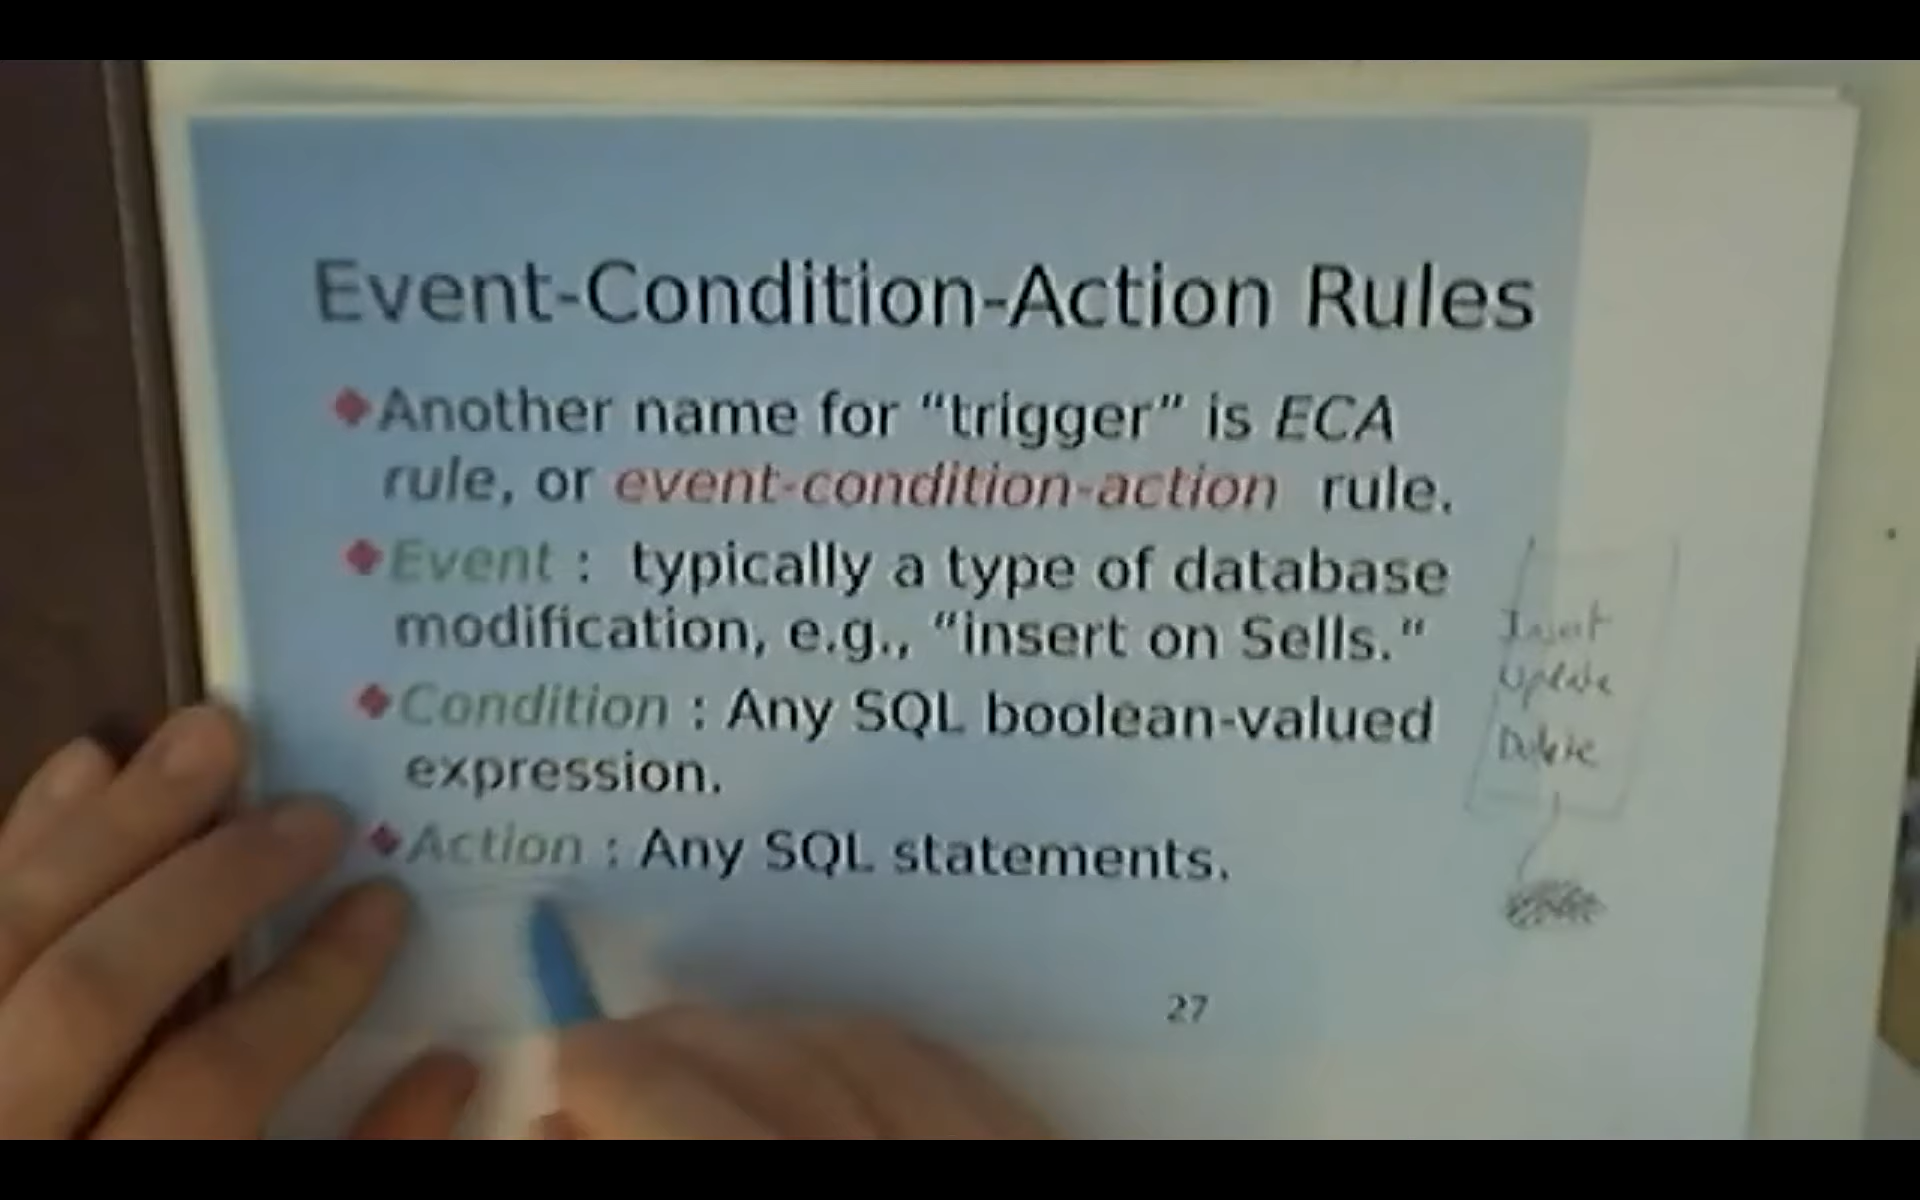 Event-Condition-Action Rules
Another name for “trigger” is ECA
rule, or event-condition-action rule.
Event : typically a type of database
modification, e.g., “insert on Sells.“
Condition : Any SQL boolean-valued
expression.
Action : Any SQL statements.
Insert
Update
Delete
27